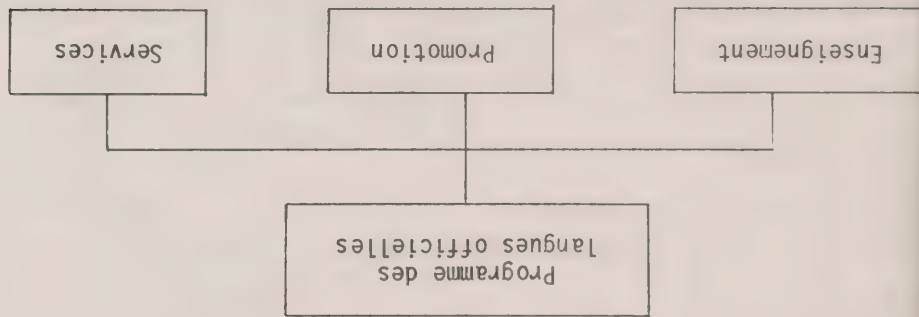 Programme des
langues officielles
Enseignement
Promotion
Services